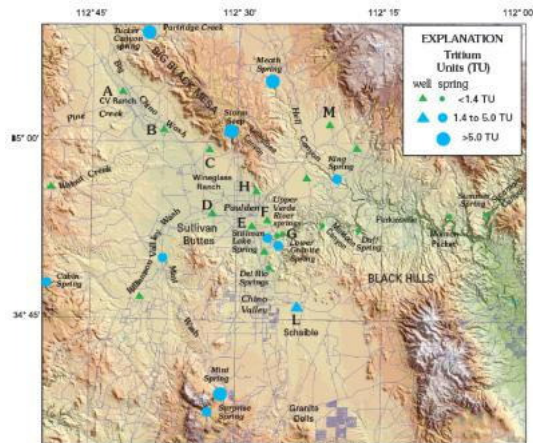 112°45'
112°30'
112°15'
112°00'
Tucker
Canyon
spring
Partridge Creek
BIG BLACK MESA
Meath
Spring
Big
Chino
Wash
A
CV Ranch
Pine
Creek
B
Storm
Seep
Hell
Canyon
M
35°00'
C
King
Spring
Walnut Creek
Wineglass
Ranch
H
D
Paulden
Upper
Verde
River
springs
F
E
G
Sullivan
Buttes
Stillman
Lake
Spring
Lower
Granite
Spring
Duff
Spring
Perkinsville
Mormon
Pocket
Summer
Spring
Williamson Valley Wash
Mint
Wash
Del Rio
Springs
BLACK HILLS
Cabin
Spring
Chino
Valley
34°45'
L
Schaible
Mint
Spring
Surprise
Spring
Granite
Dells
EXPLANATION
Tritium
Units (TU)
well spring
<1.4 TU
1.4 to 5.0 TU
>5.0 TU